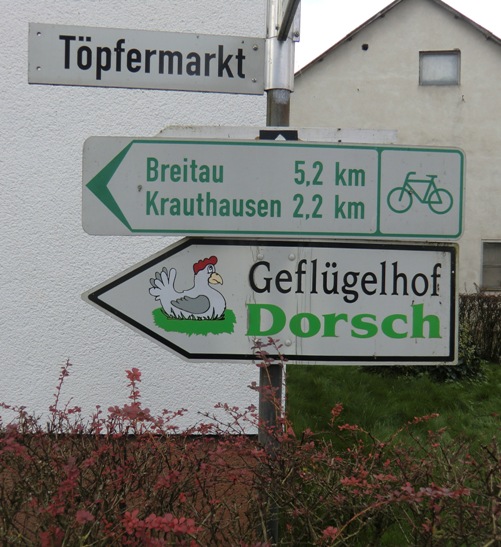 Töpfermarkt
Breitau 5,2 km
Krauthausen 2,2 km
Geflügelhof
Dorsch